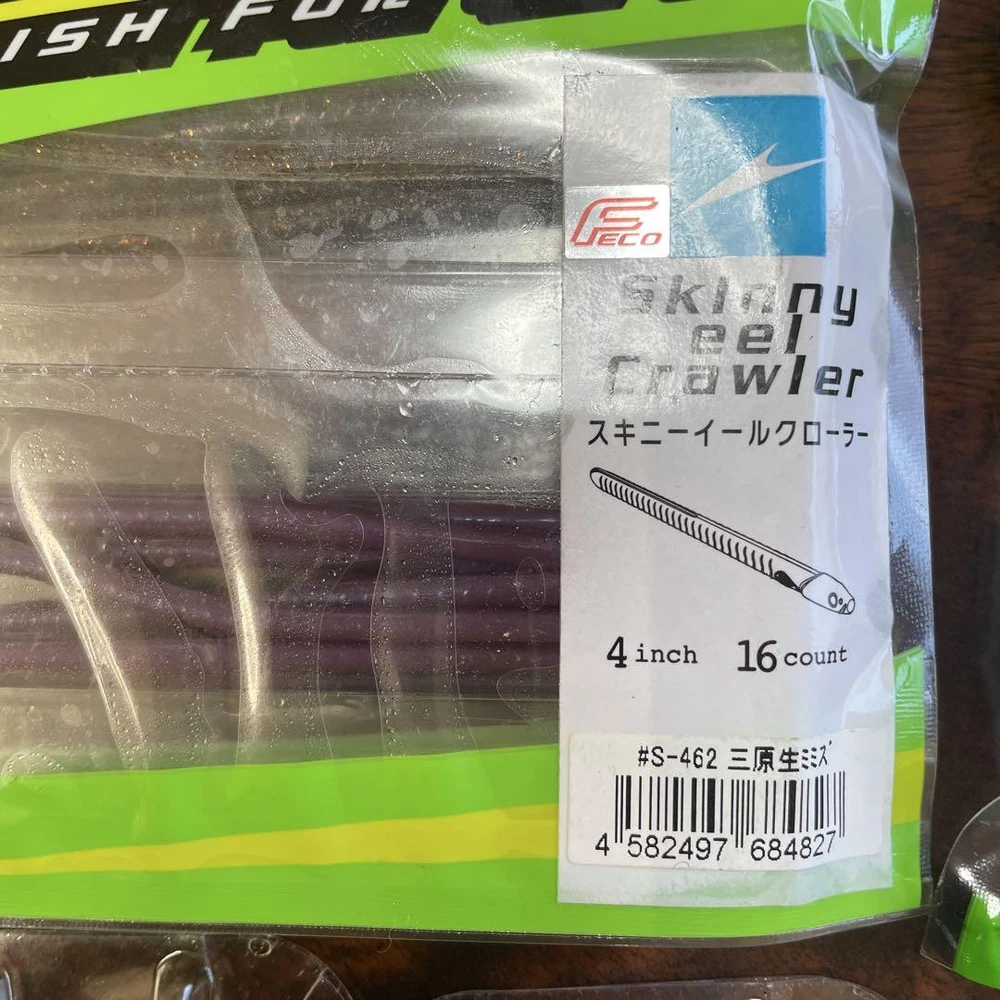 ISH FOR
Feco
Skinny
eel
Crawler
スキニーイールクローラー
4 inch 16 count
#S-462 三原生ﾐﾐｽﾞ
4 582497 684827